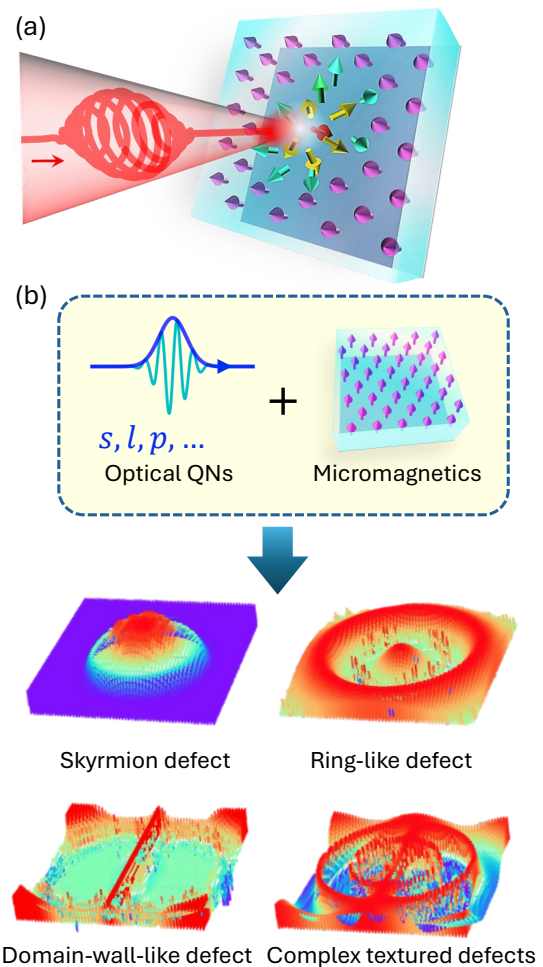 (a)
(b)
s, l, p, ...
Optical QNs
+
Micromagnetics
Skyrmion defect
Ring-like defect
Domain-wall-like defect
Complex textured defects